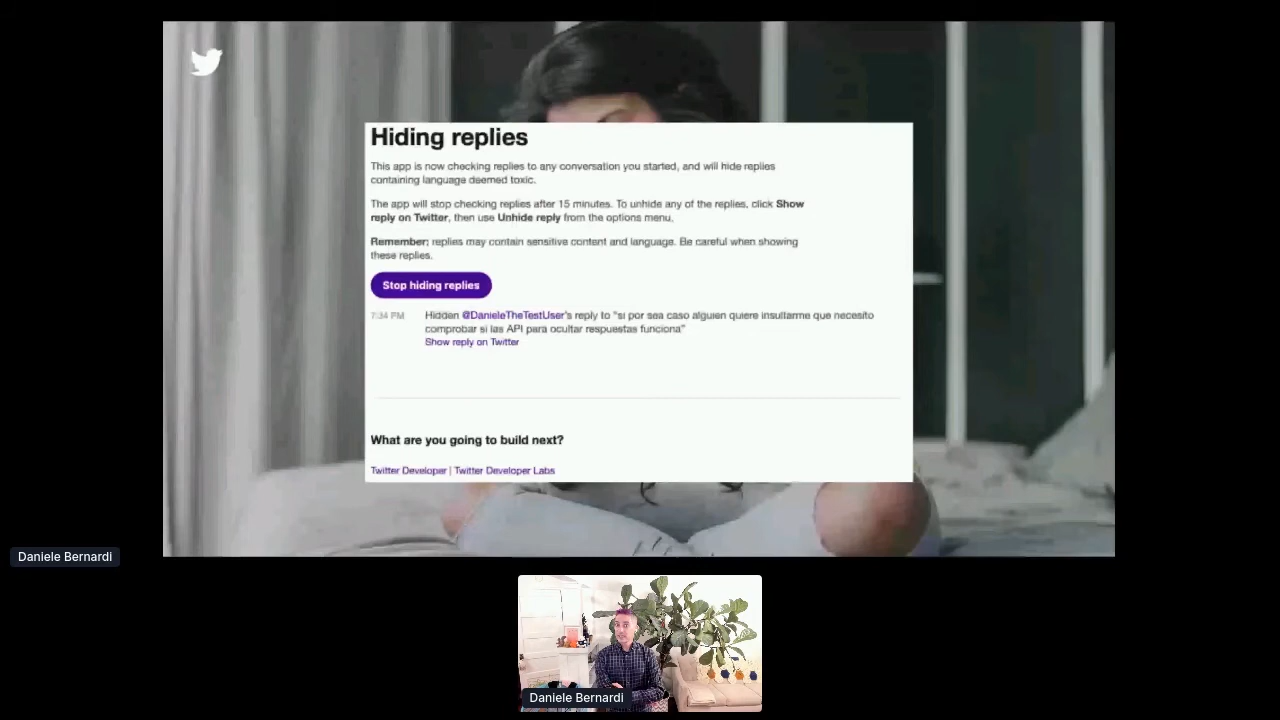 Hiding replies
This app is now checking replies to any conversation you started, and will hide replies
containing language deemed toxic.
The app will stop checking replies after 15 minutes. To unhide any of the replies, click Show
reply on Twitter, then use Unhide reply from the options menu.
Remember: replies may contain sensitive content and language. Be careful when showing
these replies.
Stop hiding replies
7:34 PM Hidden @DanieleTheTestUser's reply to "si por sea caso alguien quiere insultarme que necesito
comprobar si las API para ocultar respuestas funciona"
Show reply on Twitter
What are you going to build next?
Twitter Developer | Twitter Developer Labs
Daniele Bernardi
Daniele Bernardi